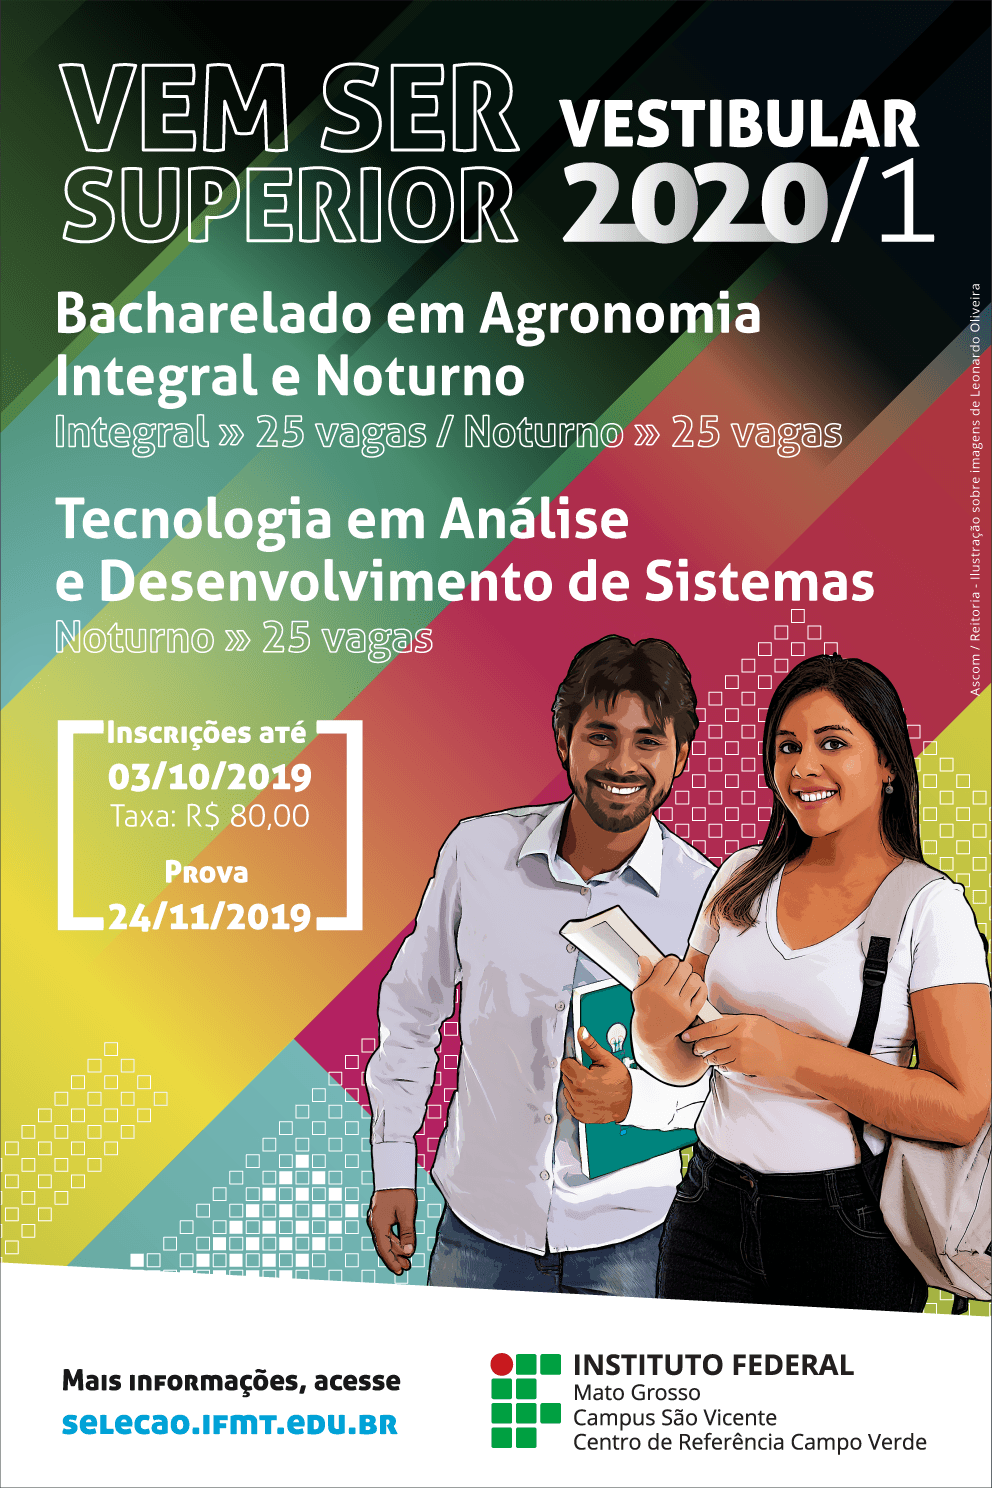 VEM SER
SUPERIOR
VESTIBULAR
2020/1
Bacharelado em Agronomia
Integral e Noturno
Integral » 25 vagas / Noturno » 25 vagas
Tecnologia em Análise
e Desenvolvimento de Sistemas
Noturno » 25 vagas
Inscrições até
03/10/2019
Taxa: R$ 80,00
Prova
24/11/2019
Ascom / Reitoria - Ilustração sobre imagens de Leonardo Oliveira
Mais informações, acesse
selecao.ifmt.edu.br
INSTITUTO FEDERAL
Mato Grosso
Campus São Vicente
Centro de Referência Campo Verde